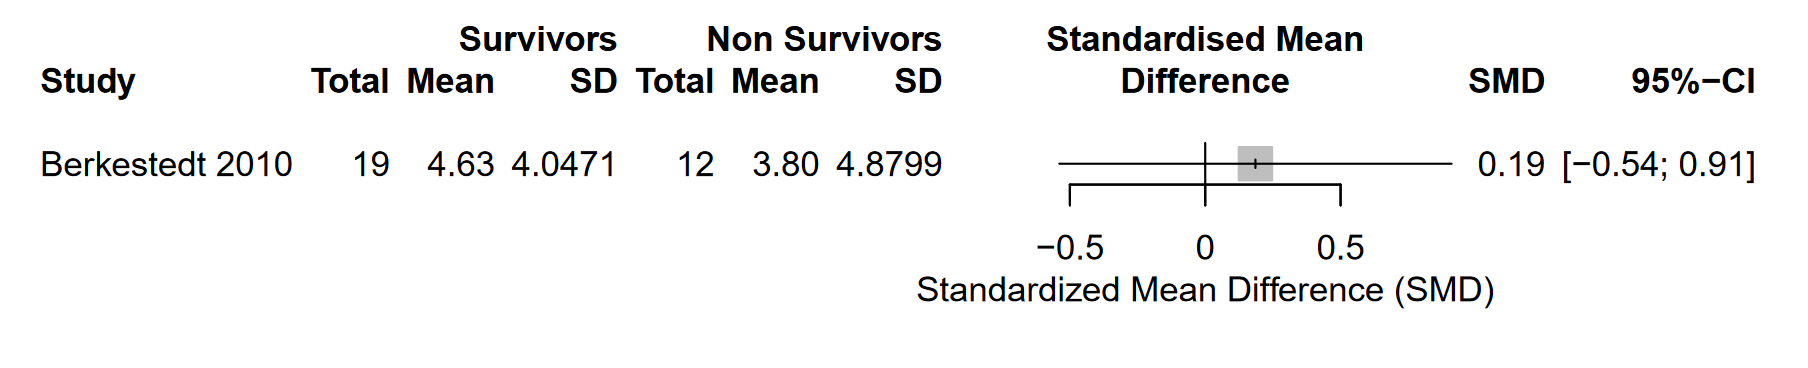 Survivors Non Survivors Standardised Mean
Study Total Mean SD Total Mean SD Difference SMD 95%−CI
Berkestedt 2010 19 4.63 4.0471 12 3.80 4.8799 0.19 [−0.54; 0.91]
−0.5 0 0.5
Standardized Mean Difference (SMD)